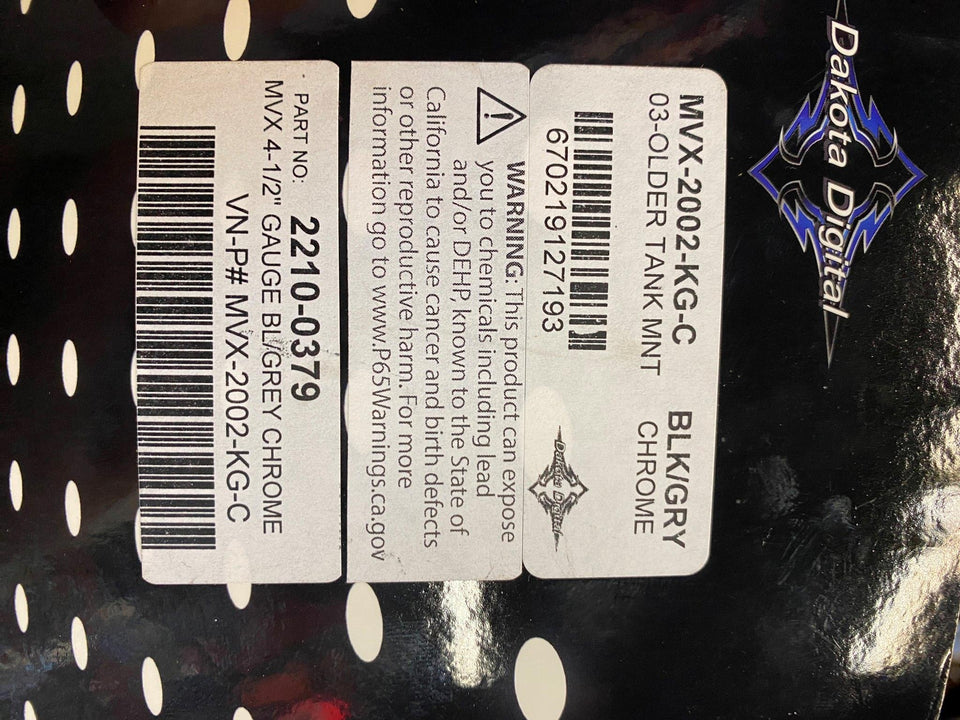 Dakota Digital
MVX-2002-KG-C BLK/GRY
03-OLDER TANK MNT CHROME
670219127193
Dakota Digital
WARNING: This product can expose
you to chemicals including lead
and/or DEHP, known to the State of
California to cause cancer and birth defects
or other reproductive harm. For more
information go to www.P65Warnings.ca.gov
PART NO: 2210-0379
MVX 4-1/2" GAUGE BL/GREY CHROME
VN-P# MVX-2002-KG-C